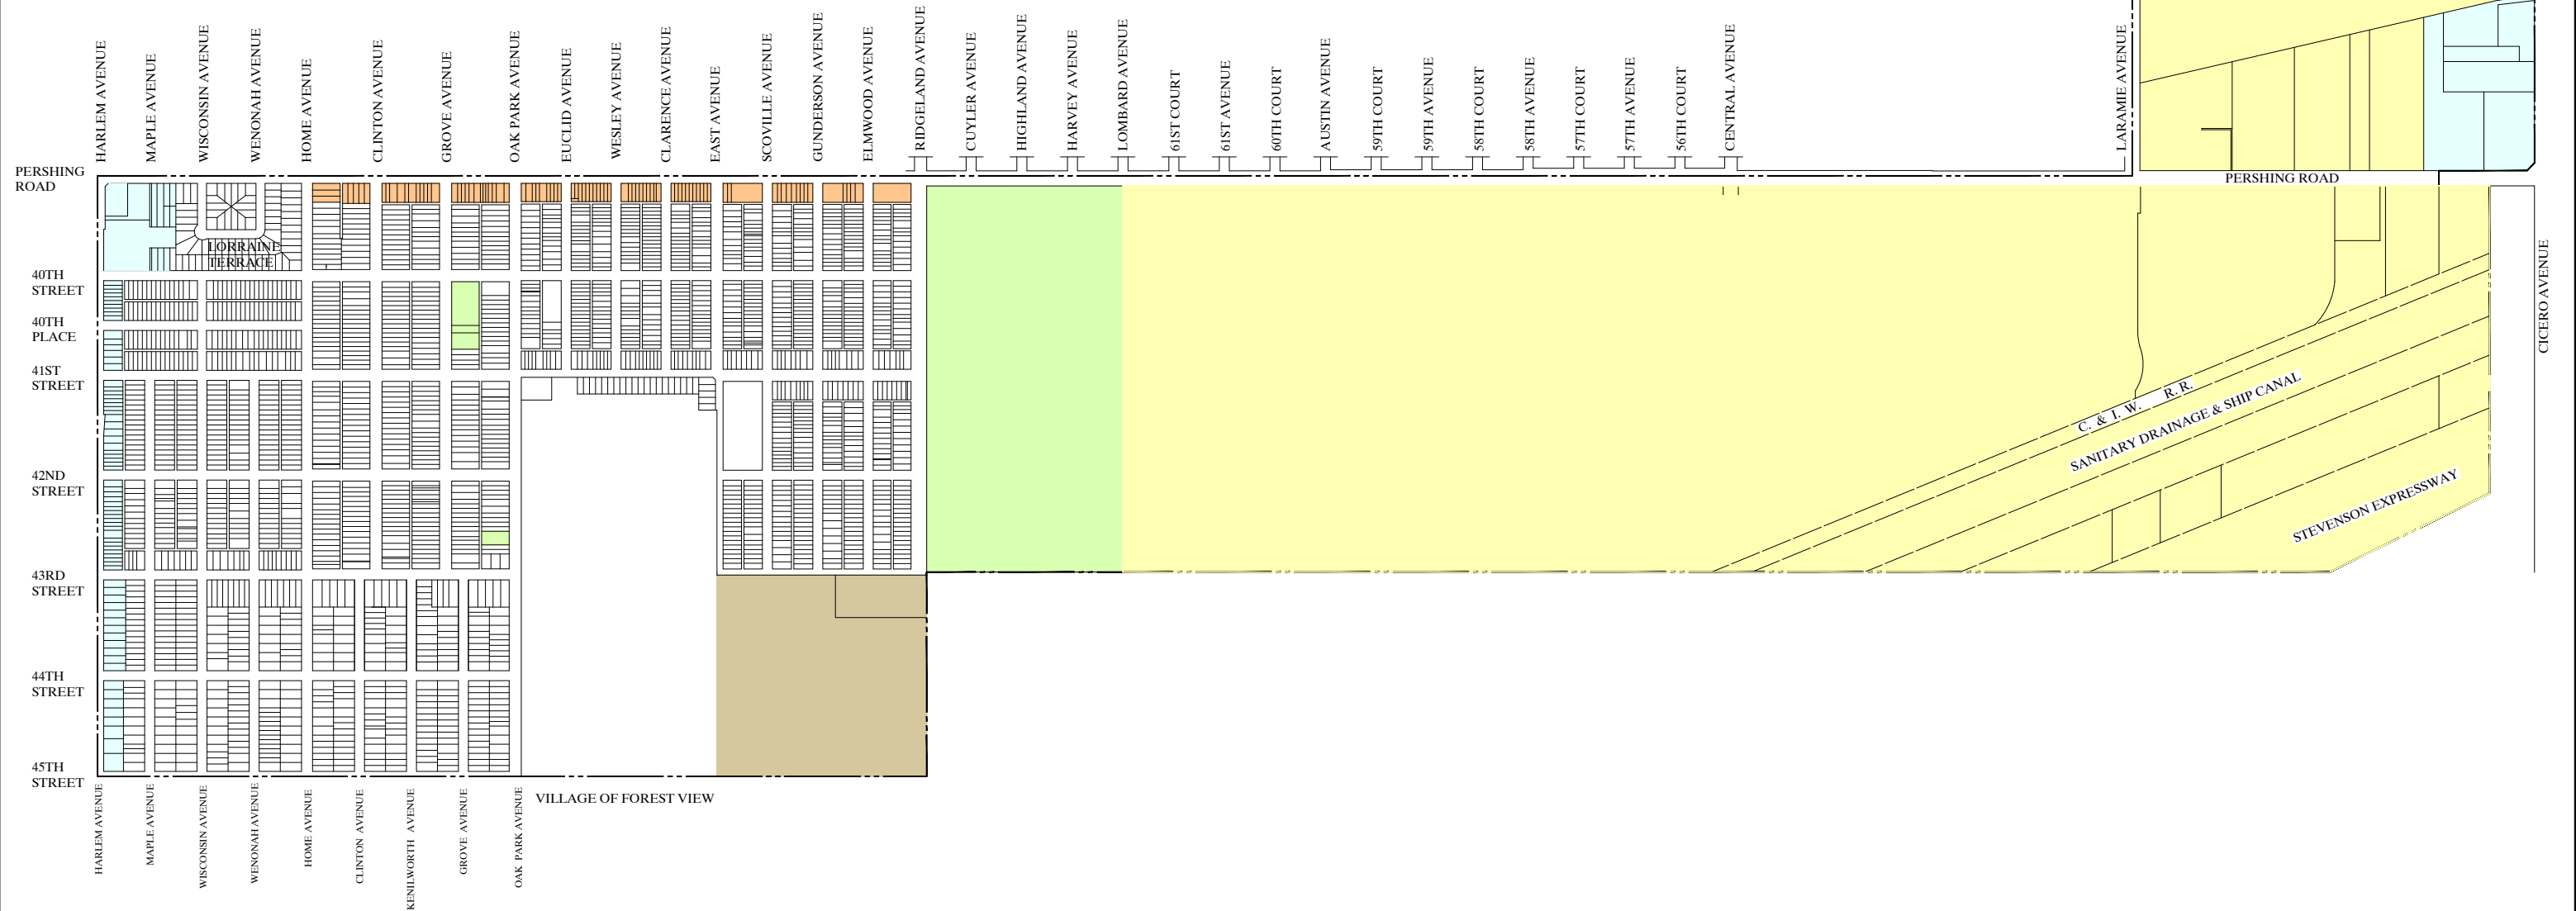 HARLEM AVENUE
MAPLE AVENUE
WISCONSIN AVENUE
WENONAH AVENUE
HOME AVENUE
CLINTON AVENUE
GROVE AVENUE
OAK PARK AVENUE
EUCLID AVENUE
WESLEY AVENUE
CLARENCE AVENUE
EAST AVENUE
SCOVILLE AVENUE
GUNDERSON AVENUE
ELMWOOD AVENUE
RIDGELAND AVENUE
CUYLER AVENUE
HIGHLAND AVENUE
HARVEY AVENUE
LOMBARD AVENUE
61ST COURT
61ST AVENUE
60TH COURT
AUSTIN AVENUE
59TH COURT
59TH AVENUE
58TH COURT
58TH AVENUE
57TH COURT
57TH AVENUE
56TH COURT
CENTRAL AVENUE
LARAMIE AVENUE
PERSHING
ROAD
PERSHING ROAD
LORRAINE
TERRACE
40TH
STREET
40TH
PLACE
41ST
STREET
42ND
STREET
43RD
STREET
44TH
STREET
45TH
STREET
CICERO AVENUE
C. & I. W. R. R.
SANITARY DRAINAGE & SHIP CANAL
STEVENSON EXPRESSWAY
VILLAGE OF FOREST VIEW
HARLEM AVENUE
MAPLE AVENUE
WISCONSIN AVENUE
WENONAH AVENUE
HOME AVENUE
CLINTON AVENUE
KENILWORTH AVENUE
GROVE AVENUE
OAK PARK AVENUE